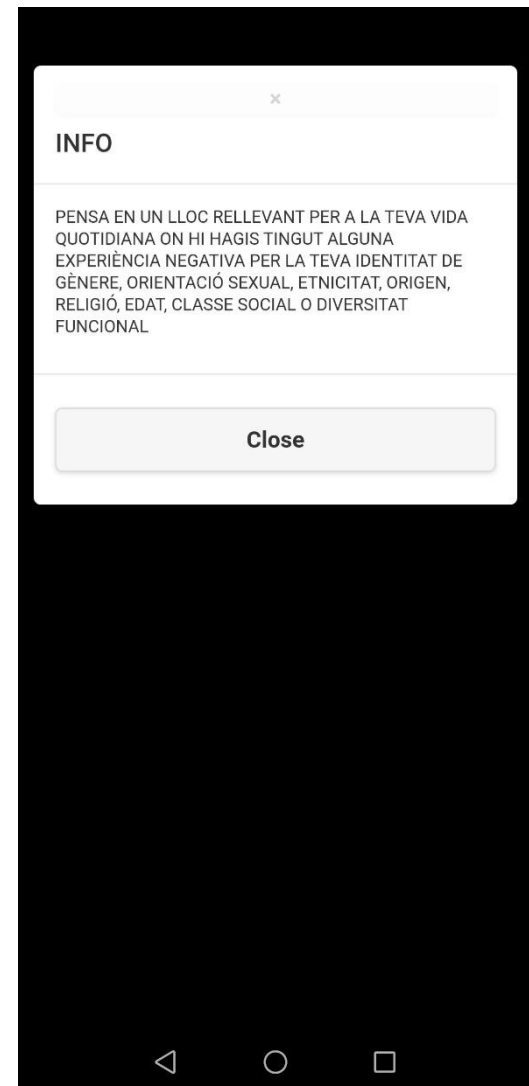 ×
INFO
PENSA EN UN LLOC RELLEVANT PER A LA TEVA VIDA
QUOTIDIANA ON HI HAGIS TINGUT ALGUNA
EXPERIÈNCIA NEGATIVA PER LA TEVA IDENTITAT DE
GÈNERE, ORIENTACIÓ SEXUAL, ETNICITAT, ORIGEN,
RELIGIÓ, EDAT, CLASSE SOCIAL O DIVERSITAT
FUNCIONAL
Close